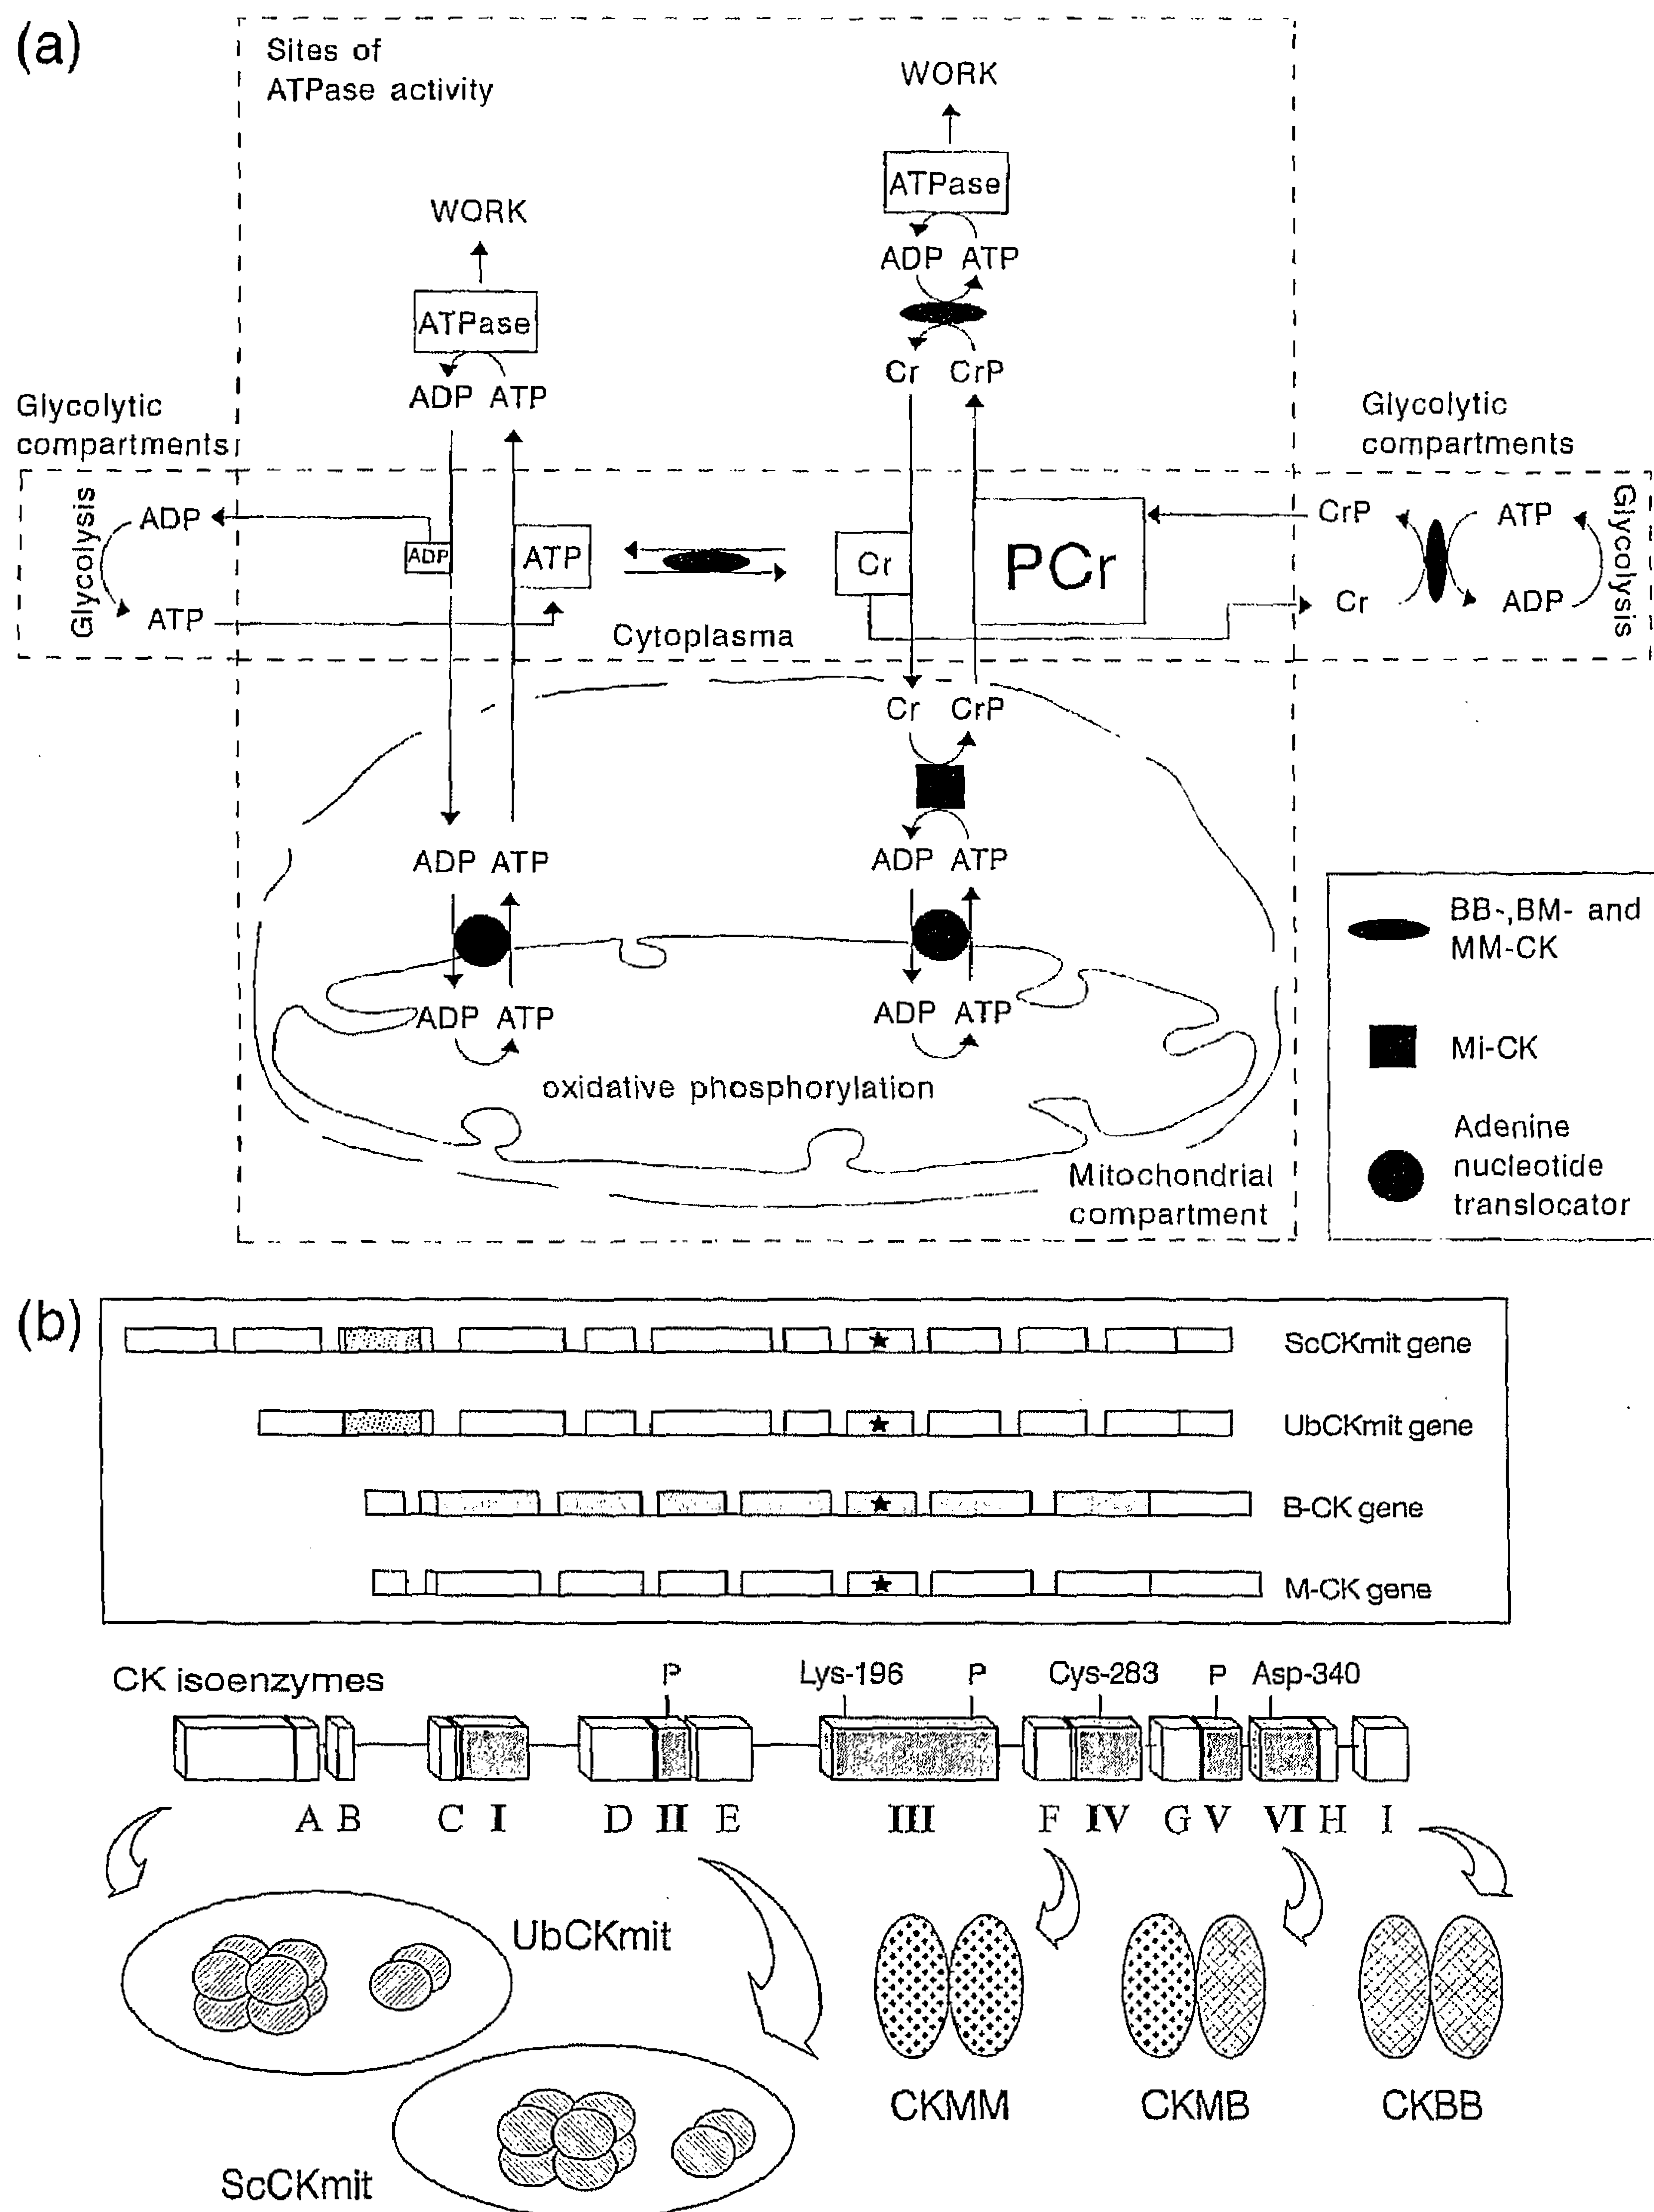 (a)
Sites of
ATPase activity
WORK
ATPase
ADP ATP
Cr CrP
WORK
ATPase
ADP ATP
Glycolytic
compartments
Glycolytic
compartments
Glycolysis
ADP
ATP
ADP
ATP
Cr
PCr
CrP
Cr
ATP
ADP
Glycolysis
Cytoplasma
Cr CrP
ADP ATP
ADP ATP
ADP ATP
ADP ATP
oxidative phosphorylation
Mitochondrial
compartment
BB-,BM- and
MM-CK
Mi-CK
Adenine
nucleotide
translocator
(b)
ScCKmit gene
UbCKmit gene
B-CK gene
M-CK gene
CK isoenzymes
P Lys-196 P Cys-283 P Asp-340
A B C I D II E III F IV G V VI H I
UbCKmit
ScCKmit
CKMM
CKMB
CKBB